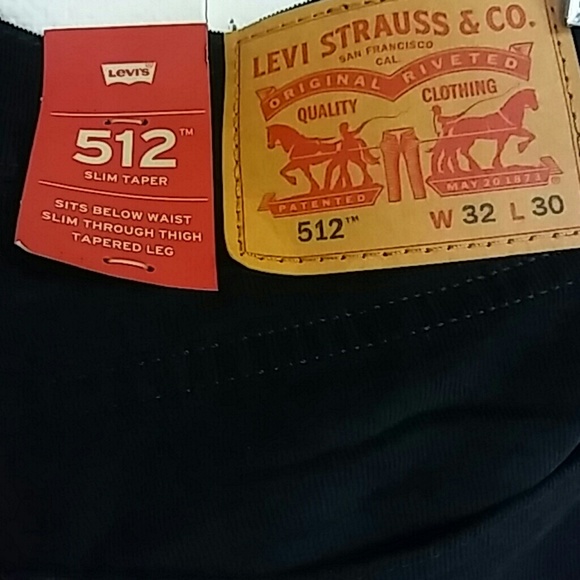 LEVI'S
512™
SLIM TAPER
SITS BELOW WAIST
SLIM THROUGH THIGH
TAPERED LEG
LEVI STRAUSS & CO.
SAN FRANCISCO
CAL.
ORIGINAL RIVETED
QUALITY CLOTHING
PATENTED MAY 20 1873
512™ W 32 L 30